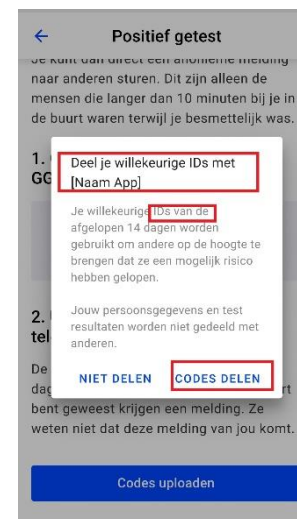 Positief getest
Je kunt dan direct een anonieme melding
naar anderen sturen. Dit zijn alleen de
mensen die langer dan 10 minuten bij je in
de buurt waren terwijl je besmettelijk was.
1.
GG
Deel je willekeurige IDs met
[Naam App]
Je willekeurige IDs van de
afgelopen 14 dagen worden
gebruikt om andere op de hoogte te
brengen dat ze een mogelijk risico
hebben gelopen.
Jouw persoonsgegevens en test
resultaten worden niet gedeeld met
anderen.
NIET DELEN CODES DELEN
2.
tel
De
dag rt
bent geweest krijgen een melding. Ze
weten niet dat deze melding van jou komt.
Codes uploaden